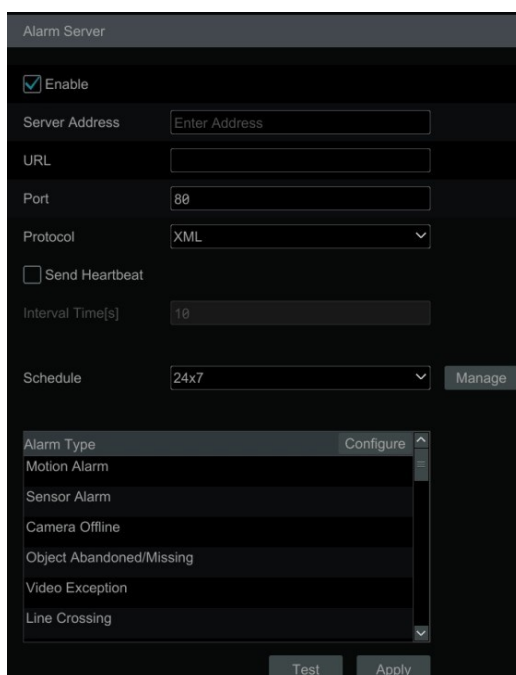 Alarm Server
Enable
Server Address Enter Address
URL
Port 80
Protocol XML
Send Heartbeat
Interval Time[s] 10
Schedule 24x7 Manage
Alarm Type Configure
Motion Alarm
Sensor Alarm
Camera Offline
Object Abandoned/Missing
Video Exception
Line Crossing
Test Apply